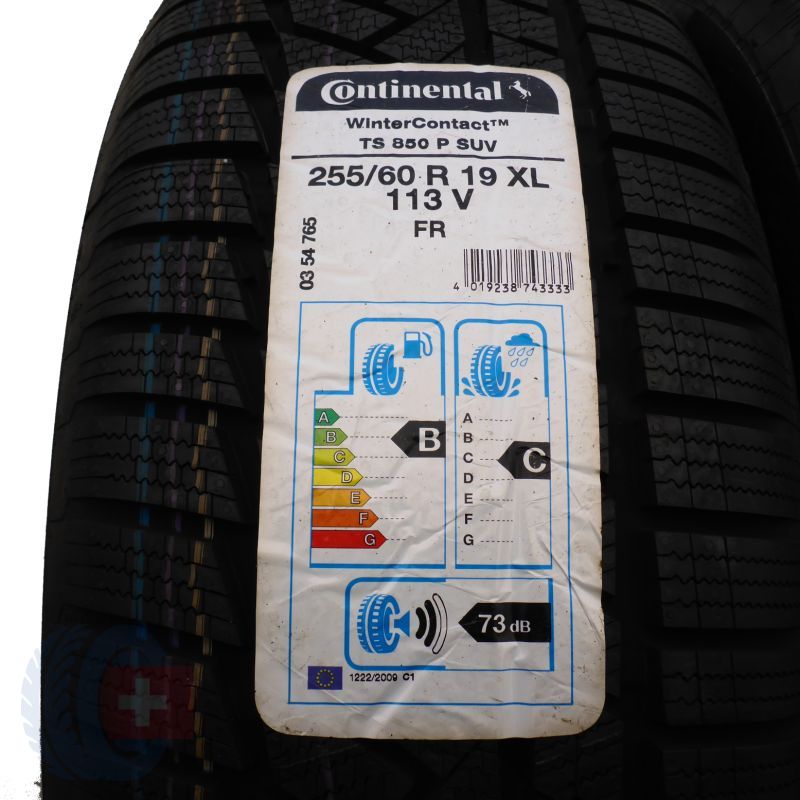 Continental
WinterContact™
TS 850 P SUV
255/60 R 19 XL
113 V
FR
03 54 765
4 019238 743333
A
B
C
D
E
F
G
B
A
B
C
D
E
F
G
C
73 dB
1222/2009 C1